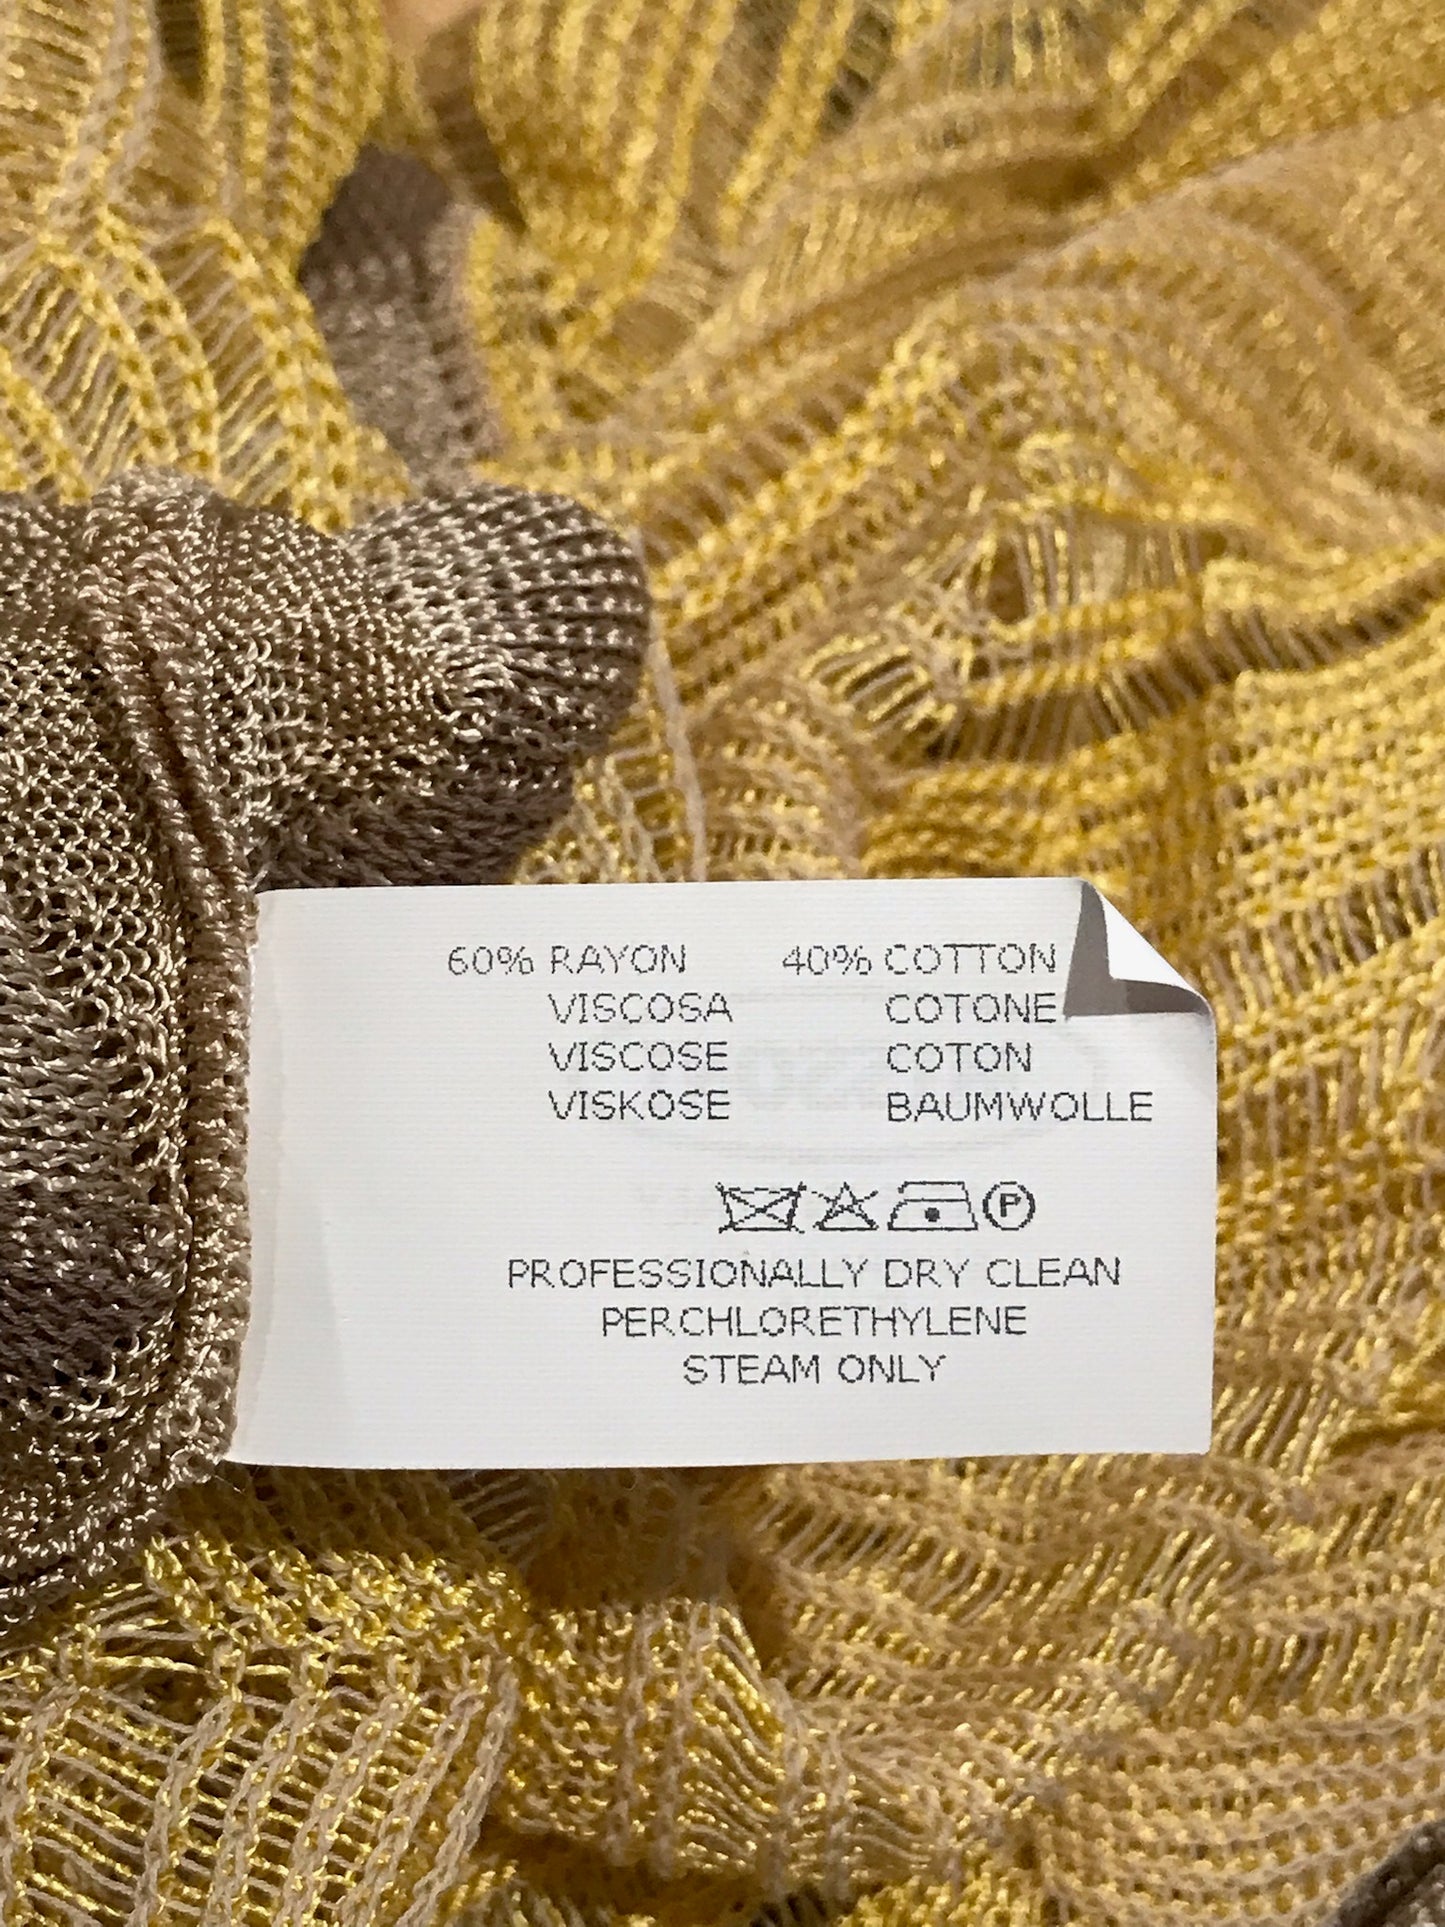 60% RAYON 40% COTTON
VISCOSA COTONE
VISCOSE COTON
VISKOSE BAUMWOLLE
P
PROFESSIONALLY DRY CLEAN
PERCHLORETHYLENE
STEAM ONLY